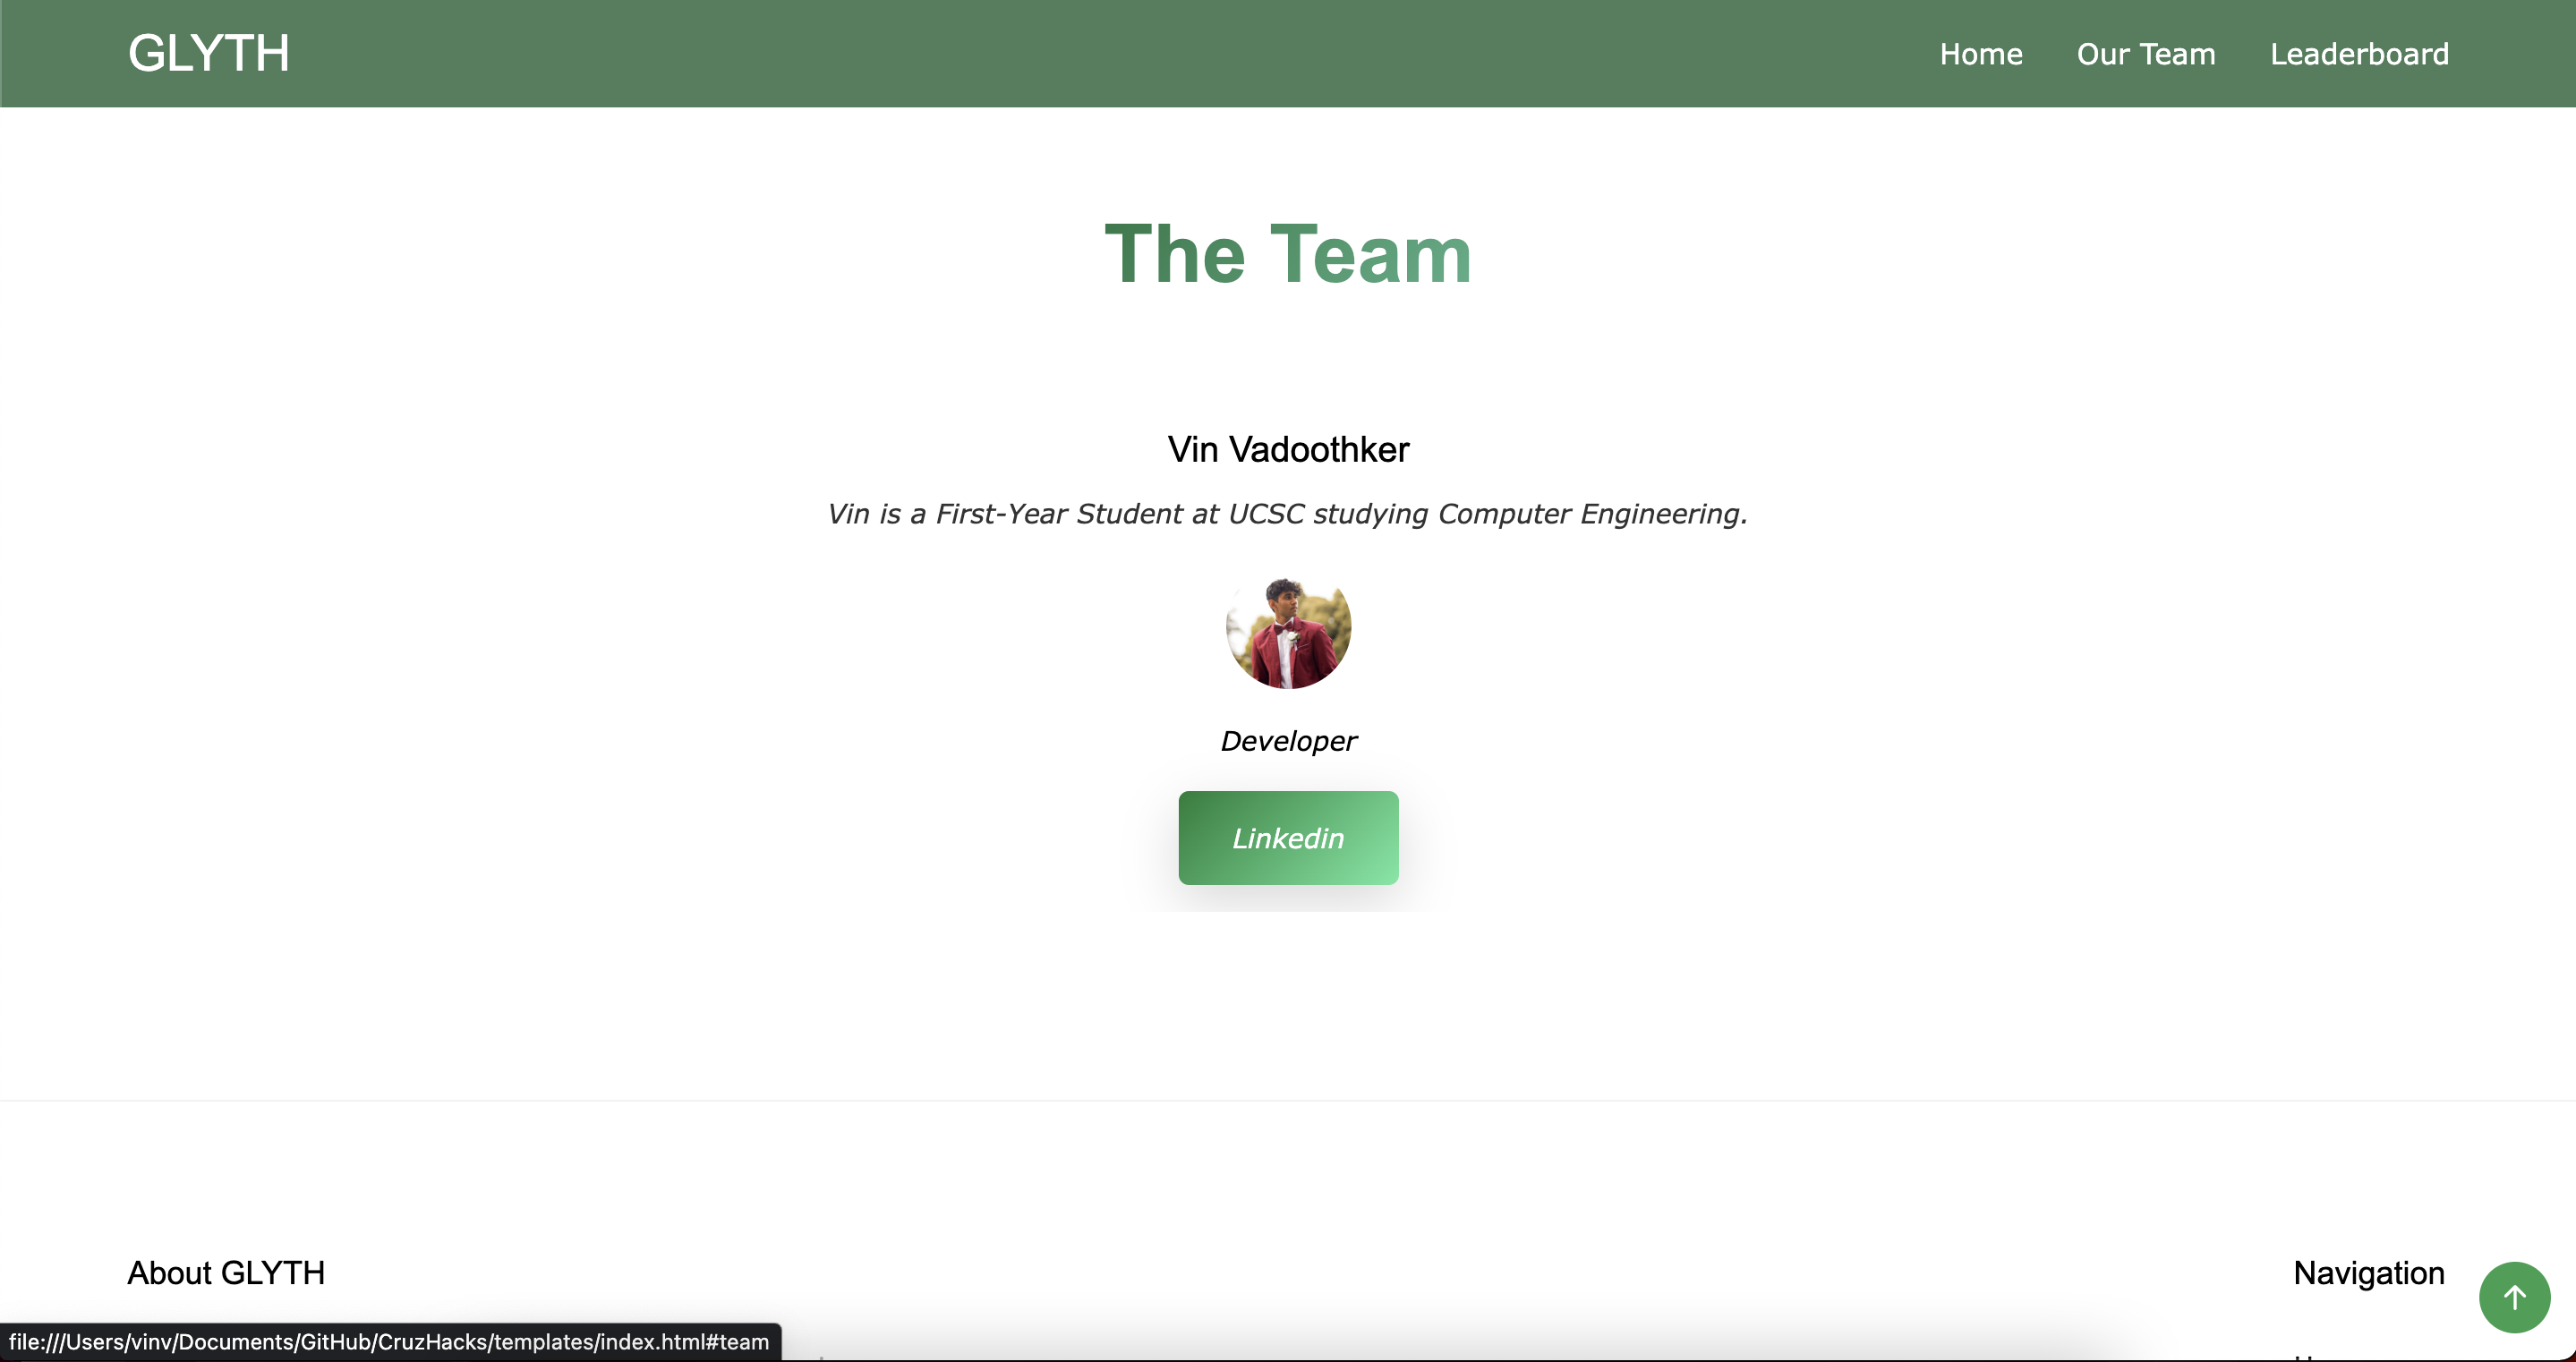 GLYTH
Home Our Team Leaderboard
The Team
Vin Vadoothker
Vin is a First-Year Student at UCSC studying Computer Engineering.
Developer
Linkedin
About GLYTH
Navigation
file:///Users/vinv/Documents/GitHub/CruzHacks/templates/index.html#team